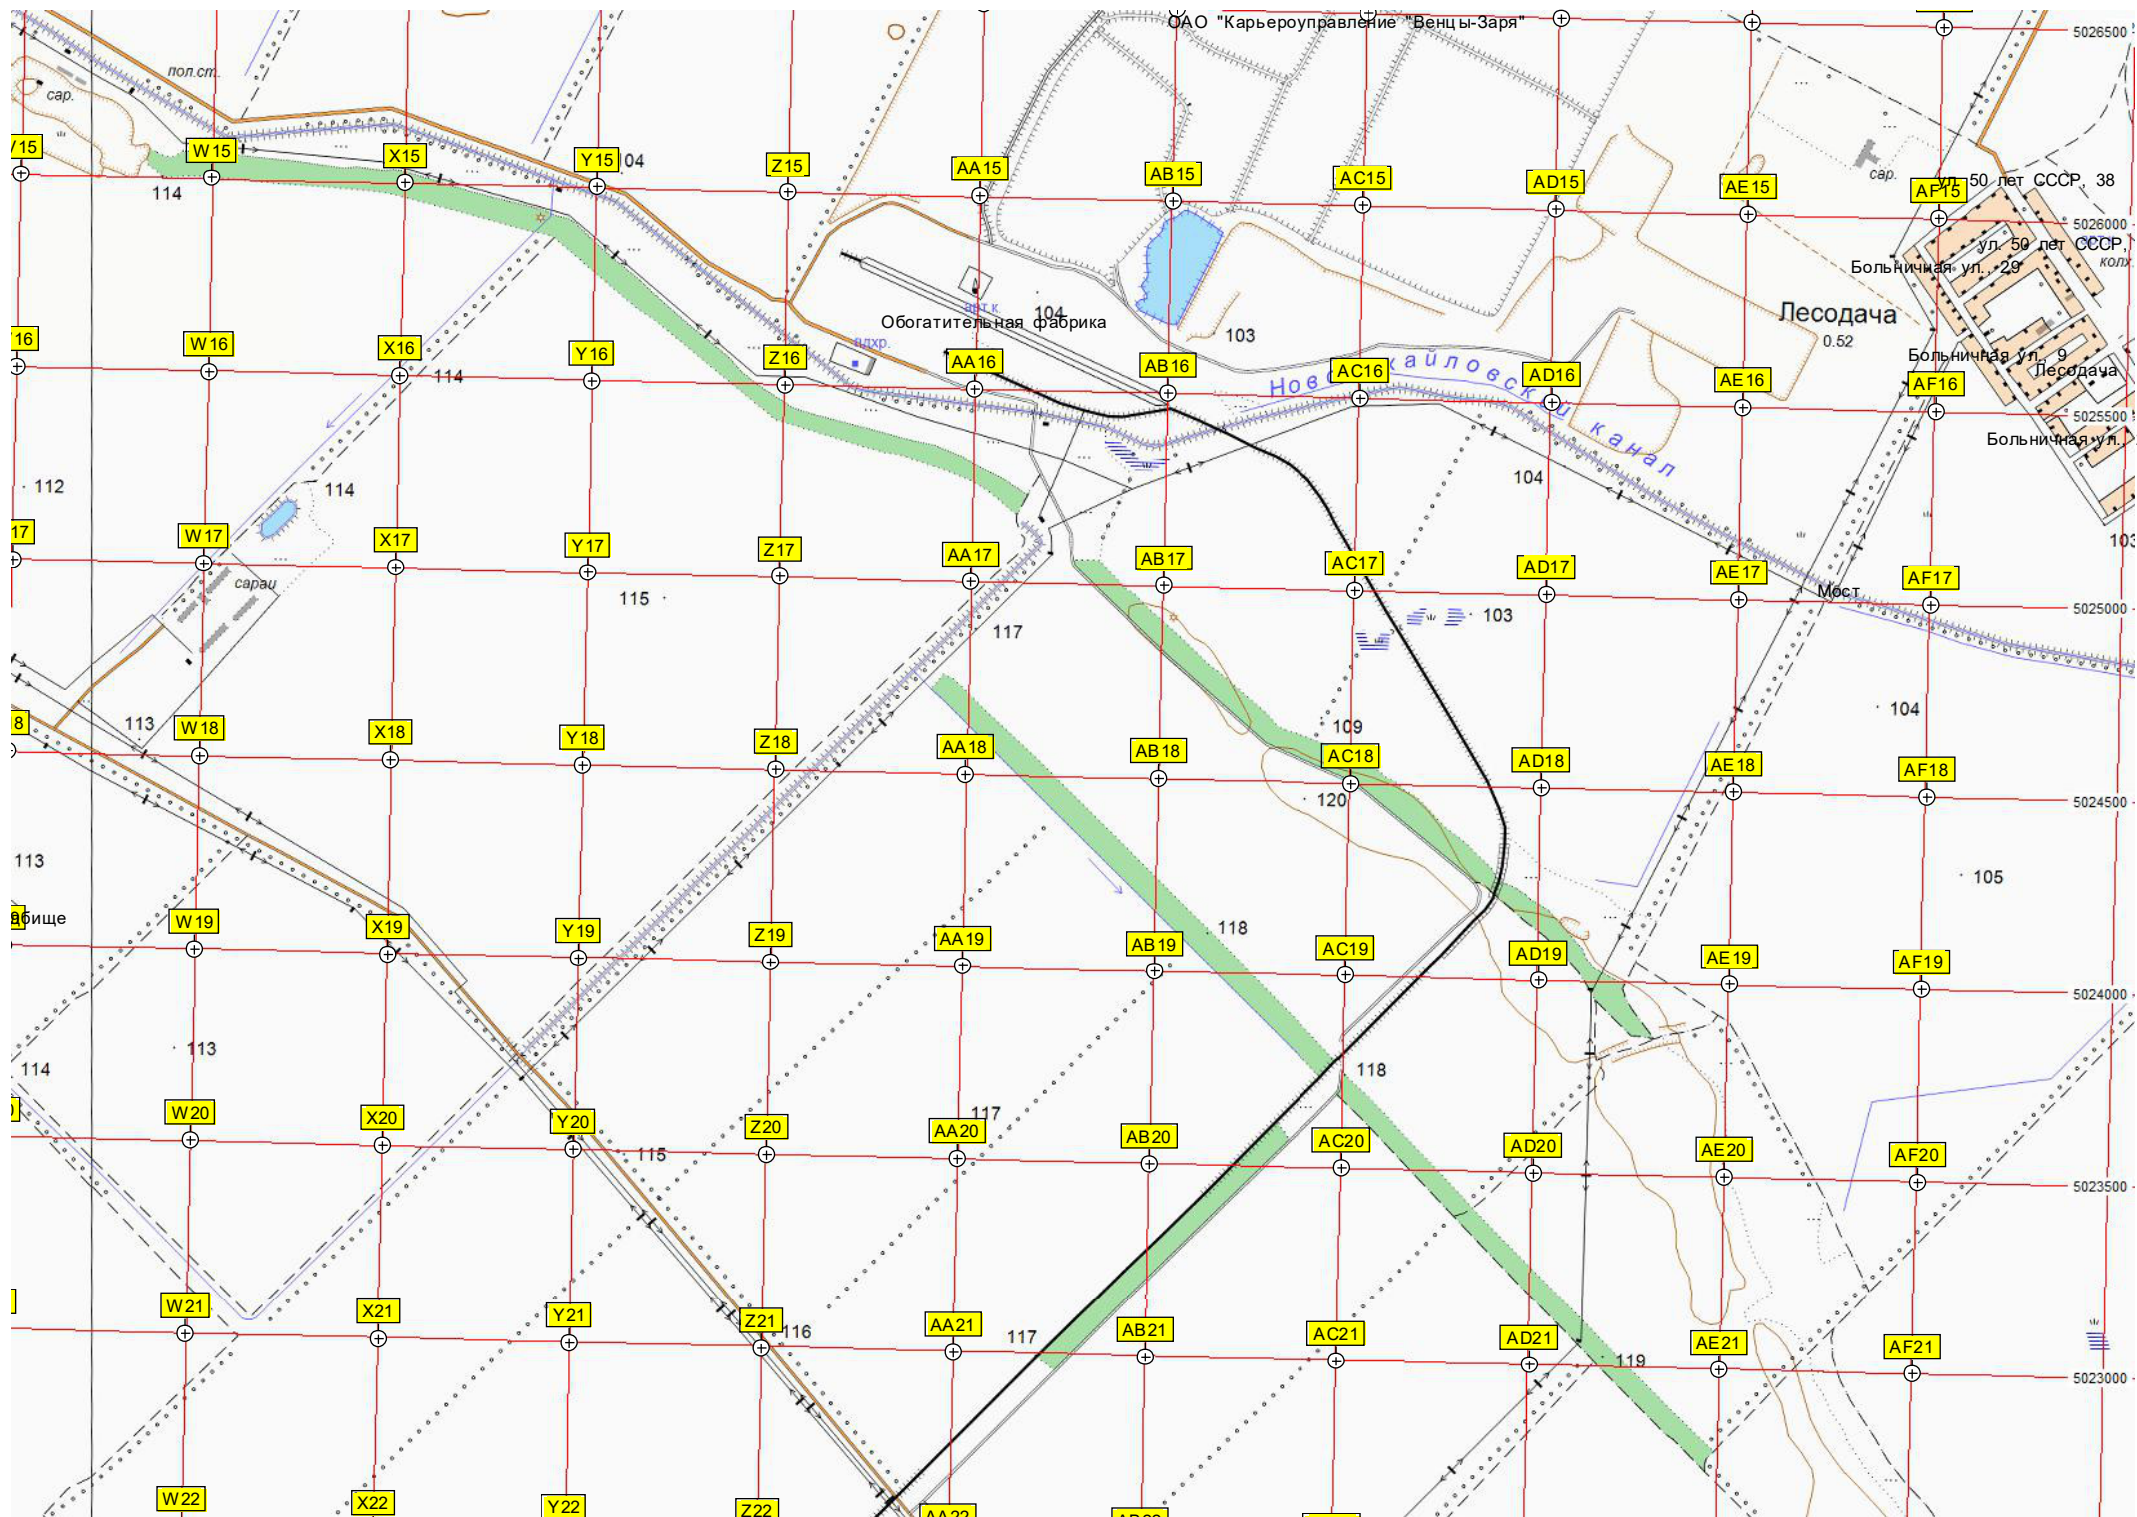 ОАО "Карьероуправление "Венцы-Заря"
5026500
пол.ст.
сар.
W15
X15
Y15
04
Z15
AA15
AB15
AC15
AD15
AE15
сар.
AF15
ул. 50 лет СССР, 38
114
5026000
ул. 50 лет СССР,
Больничная ул., 29
арт.к.
104
Лесодача
0.52
Обогатительная фабрика
103
16
W16
X16
114
Y16
вдхр.
Z16
AA16
AB16
AC16
AD16
AE16
AF16
Больничная ул., 9
Лесодача
5025500
Больничная ул.,
104
112
114
17
W17
X17
Y17
Z17
AA17
AB17
AC17
AD17
AE17
AF17
сараи
115
117
103
Мост
5025000
113
W18
X18
Y18
Z18
AA18
AB18
109
AC18
AD18
AE18
AF18
104
120
5024500
113
118
105
W19
X19
Y19
Z19
AA19
AB19
AC19
AD19
AE19
AF19
5024000
113
114
118
W20
X20
Y20
Z20
117
AA20
AB20
AC20
AD20
AE20
AF20
115
5023500
W21
X21
Y21
Z21
116
AA21
117
AB21
AC21
AD21
119
AE21
AF21
5023000
W22
X22
Y22
Z22
AA22